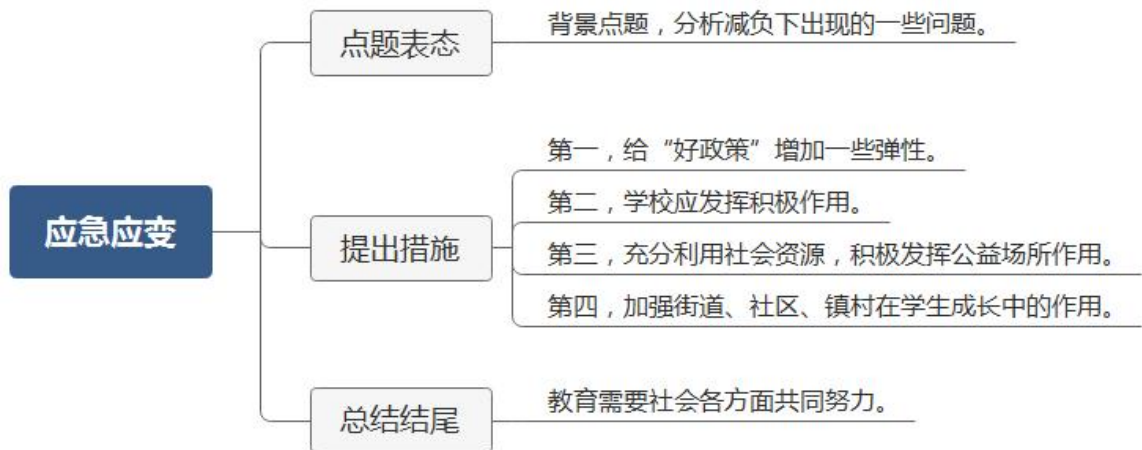 应急应变
点题表态
背景点题，分析减负下出现的一些问题。
提出措施
第一，给“好政策”增加一些弹性。
第二，学校应发挥积极作用。
第三，充分利用社会资源，积极发挥公益场所作用。
第四，加强街道、社区、镇村在学生成长中的作用。
总结结尾
教育需要社会各方面共同努力。